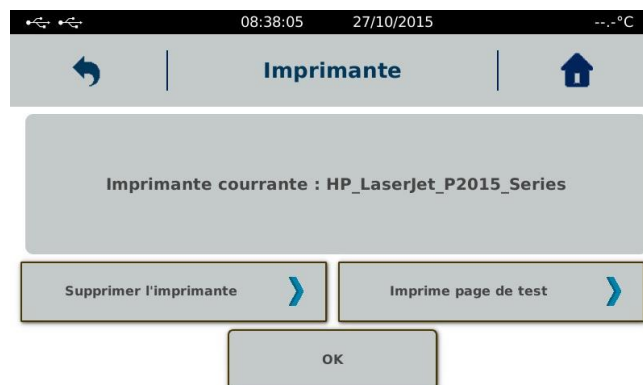 08:38:05 27/10/2015 --.-°C
Imprimante
Imprimante courrante : HP_LaserJet_P2015_Series
Supprimer l'imprimante Imprime page de test
OK